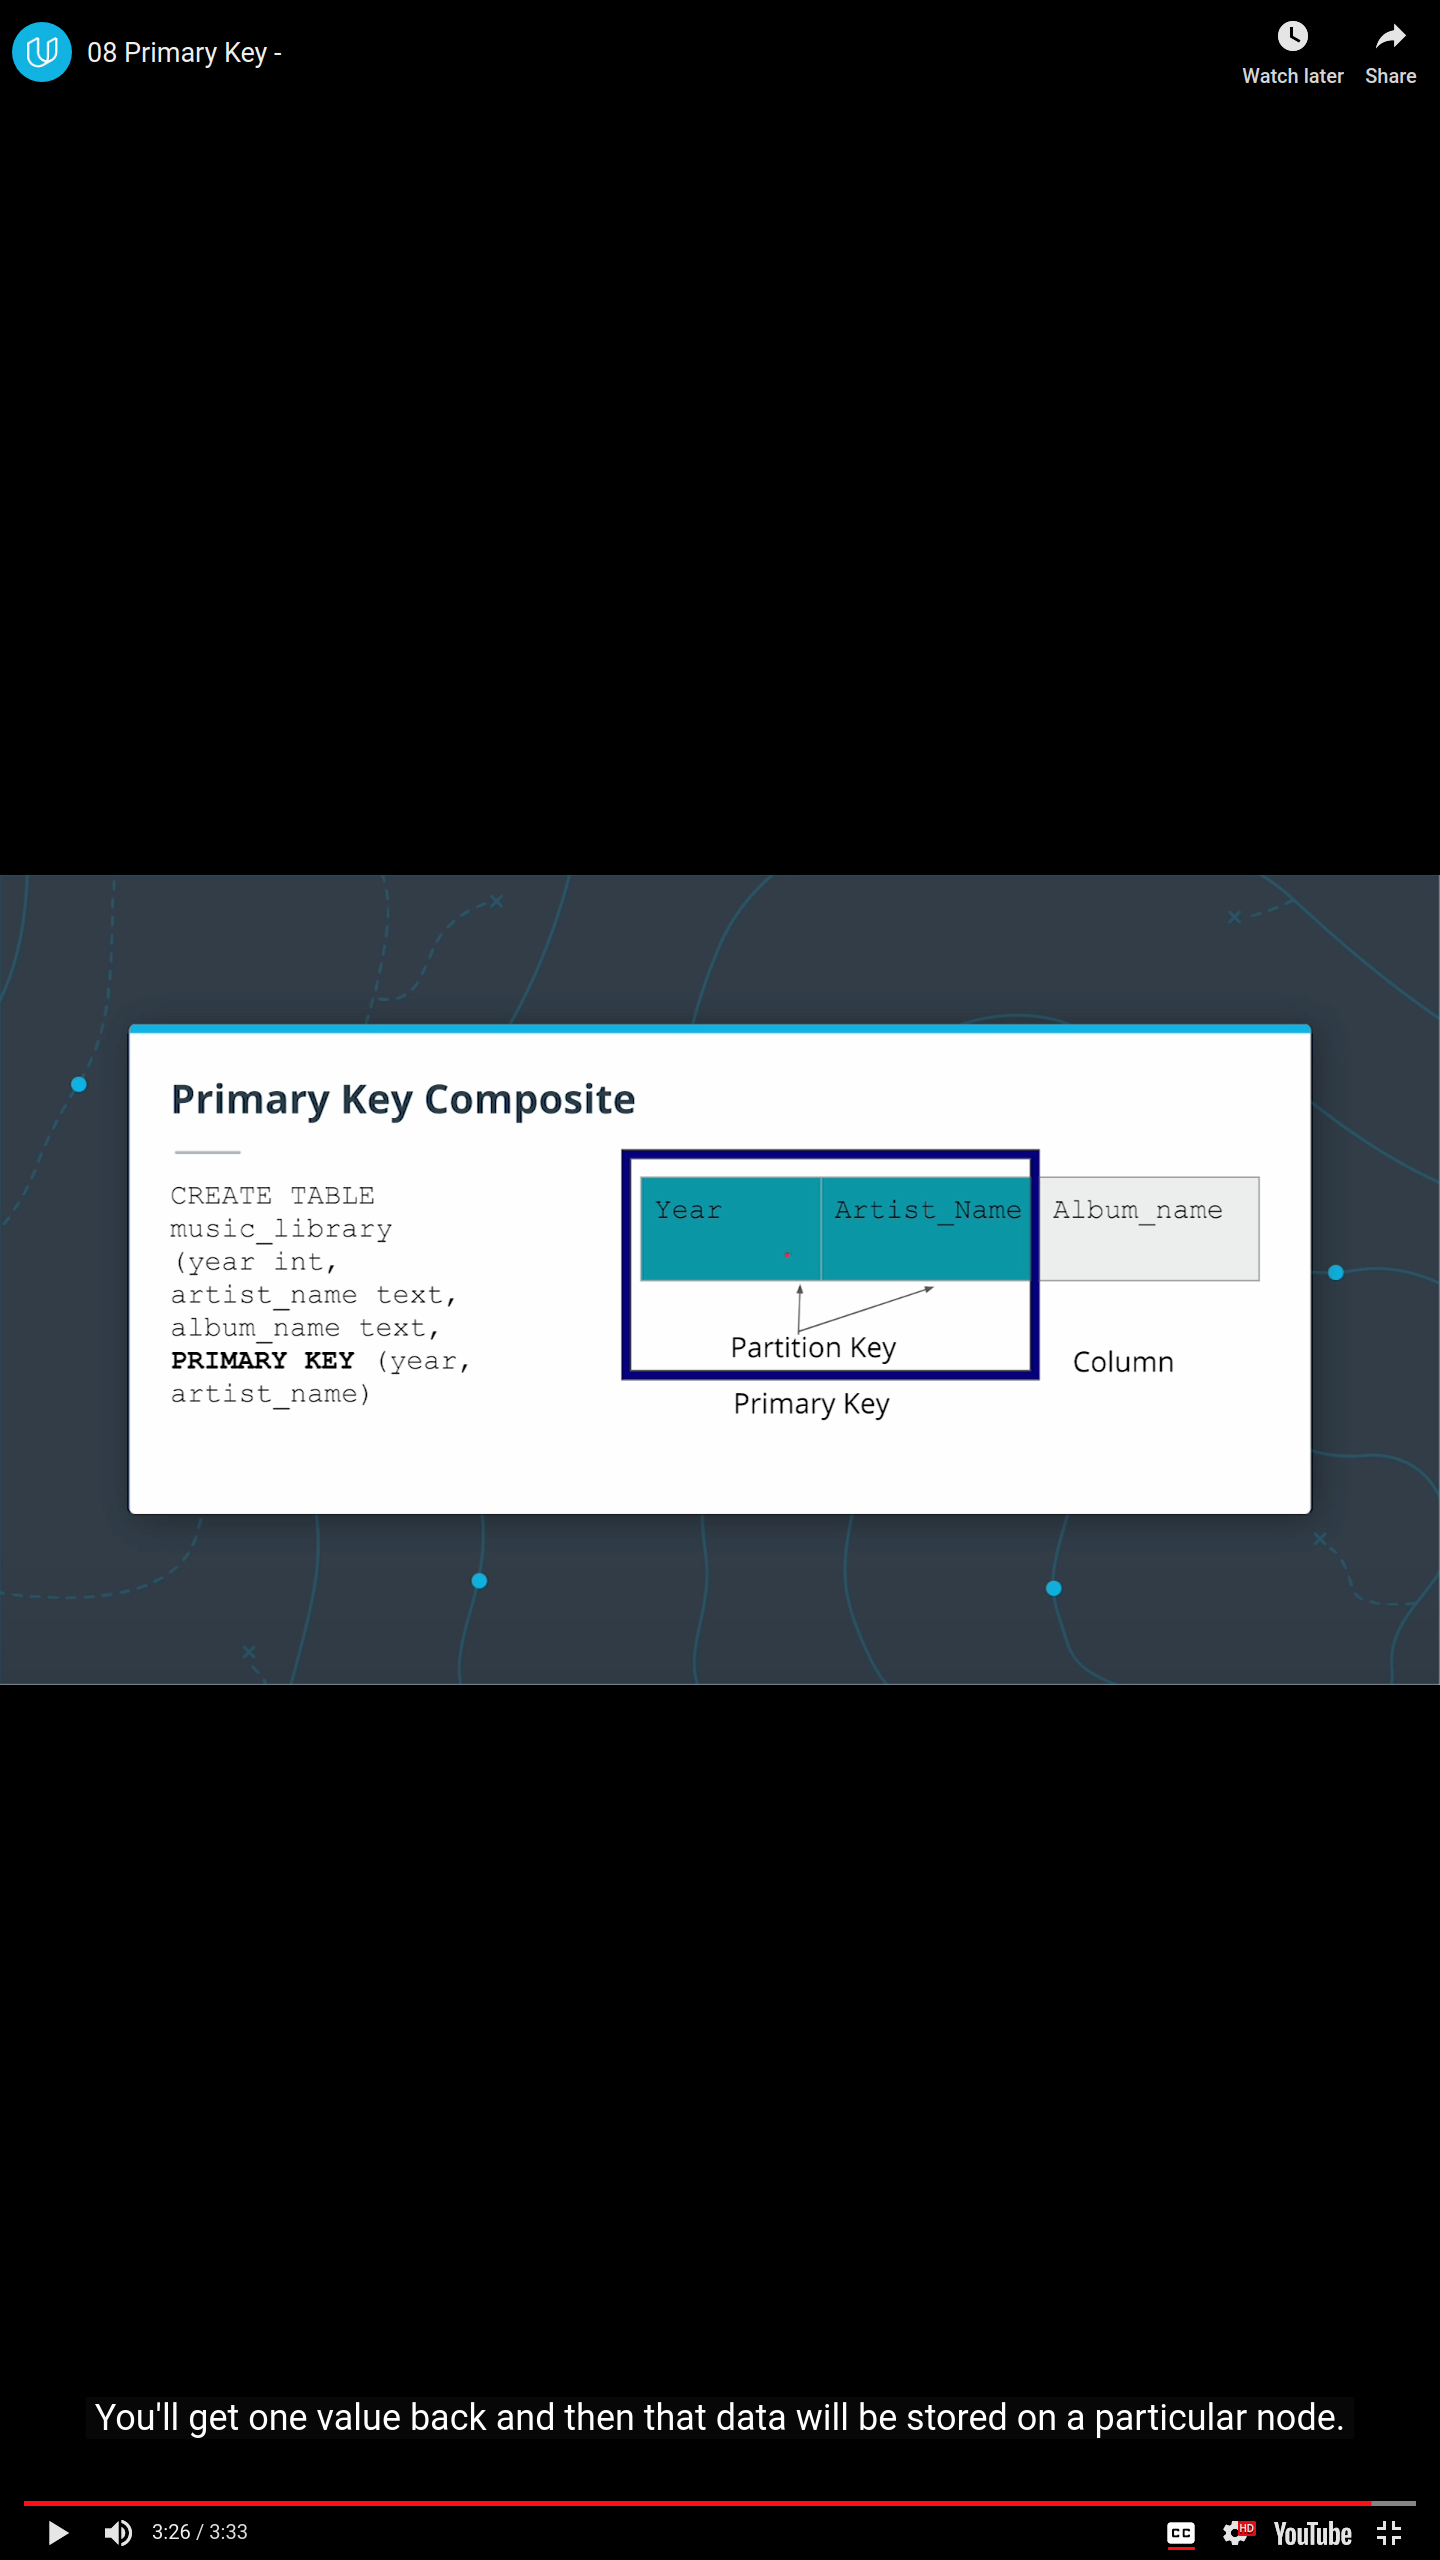 08 Primary Key -
Watch later
Share
Primary Key Composite
CREATE TABLE
music_library
(year int,
artist_name text,
album_name text,
PRIMARY KEY (year,
artist_name)
Year
Artist_Name
Album_name
Partition Key
Column
Primary Key
You'll get one value back and then that data will be stored on a particular node.
3:26 / 3:33
CC
HD
YouTube